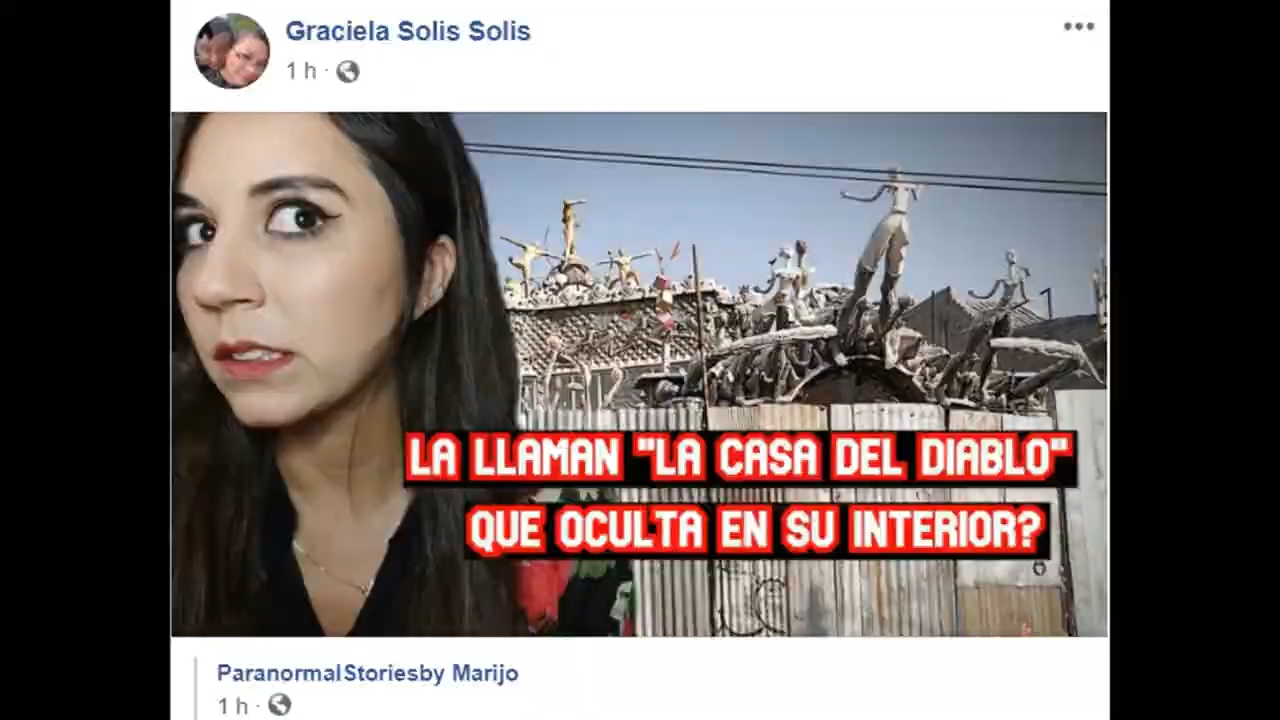 Graciela Solis Solis
1 h ·
LA LLAMAN "LA CASA DEL DIABLO"
QUE OCULTA EN SU INTERIOR?
ParanormalStoriesby Marijo
1 h ·